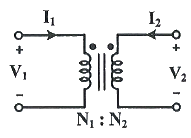 I₁ I₂
+ +
V₁ V₂
− −
N₁ : N₂